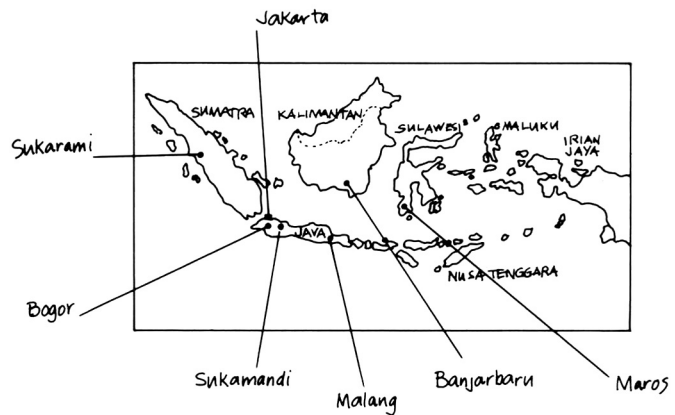 Jakarta
SUMATRA
KALIMANTAN
SULAWESI
MALUKU
IRIAN
JAYA
Sukarami
JAVA
NUSA TENGGARA
Bogor
Sukamandi
Malang
Banjarbaru
Maros